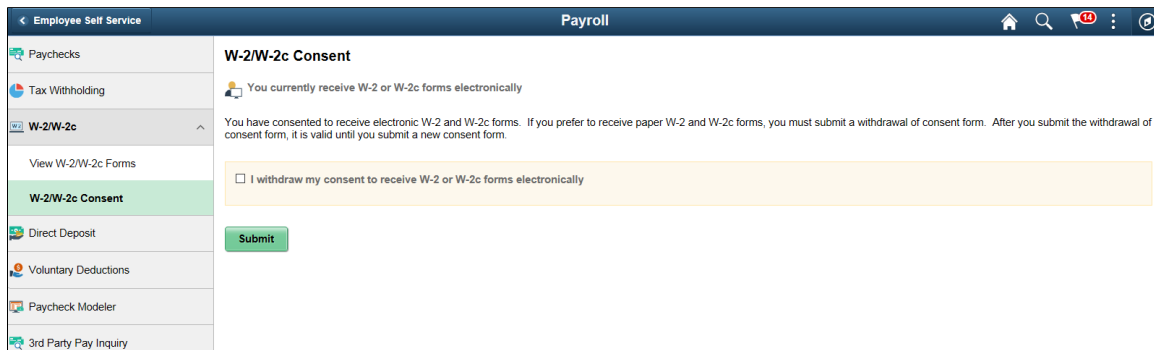 Employee Self Service
Payroll
14
Paychecks
Tax Withholding
W-2/W-2c
View W-2/W-2c Forms
W-2/W-2c Consent
Direct Deposit
Voluntary Deductions
Paycheck Modeler
3rd Party Pay Inquiry
W-2/W-2c Consent
You currently receive W-2 or W-2c forms electronically
You have consented to receive electronic W-2 and W-2c forms. If you prefer to receive paper W-2 and W-2c forms, you must submit a withdrawal of consent form. After you submit the withdrawal of
consent form, it is valid until you submit a new consent form.
I withdraw my consent to receive W-2 or W-2c forms electronically
Submit